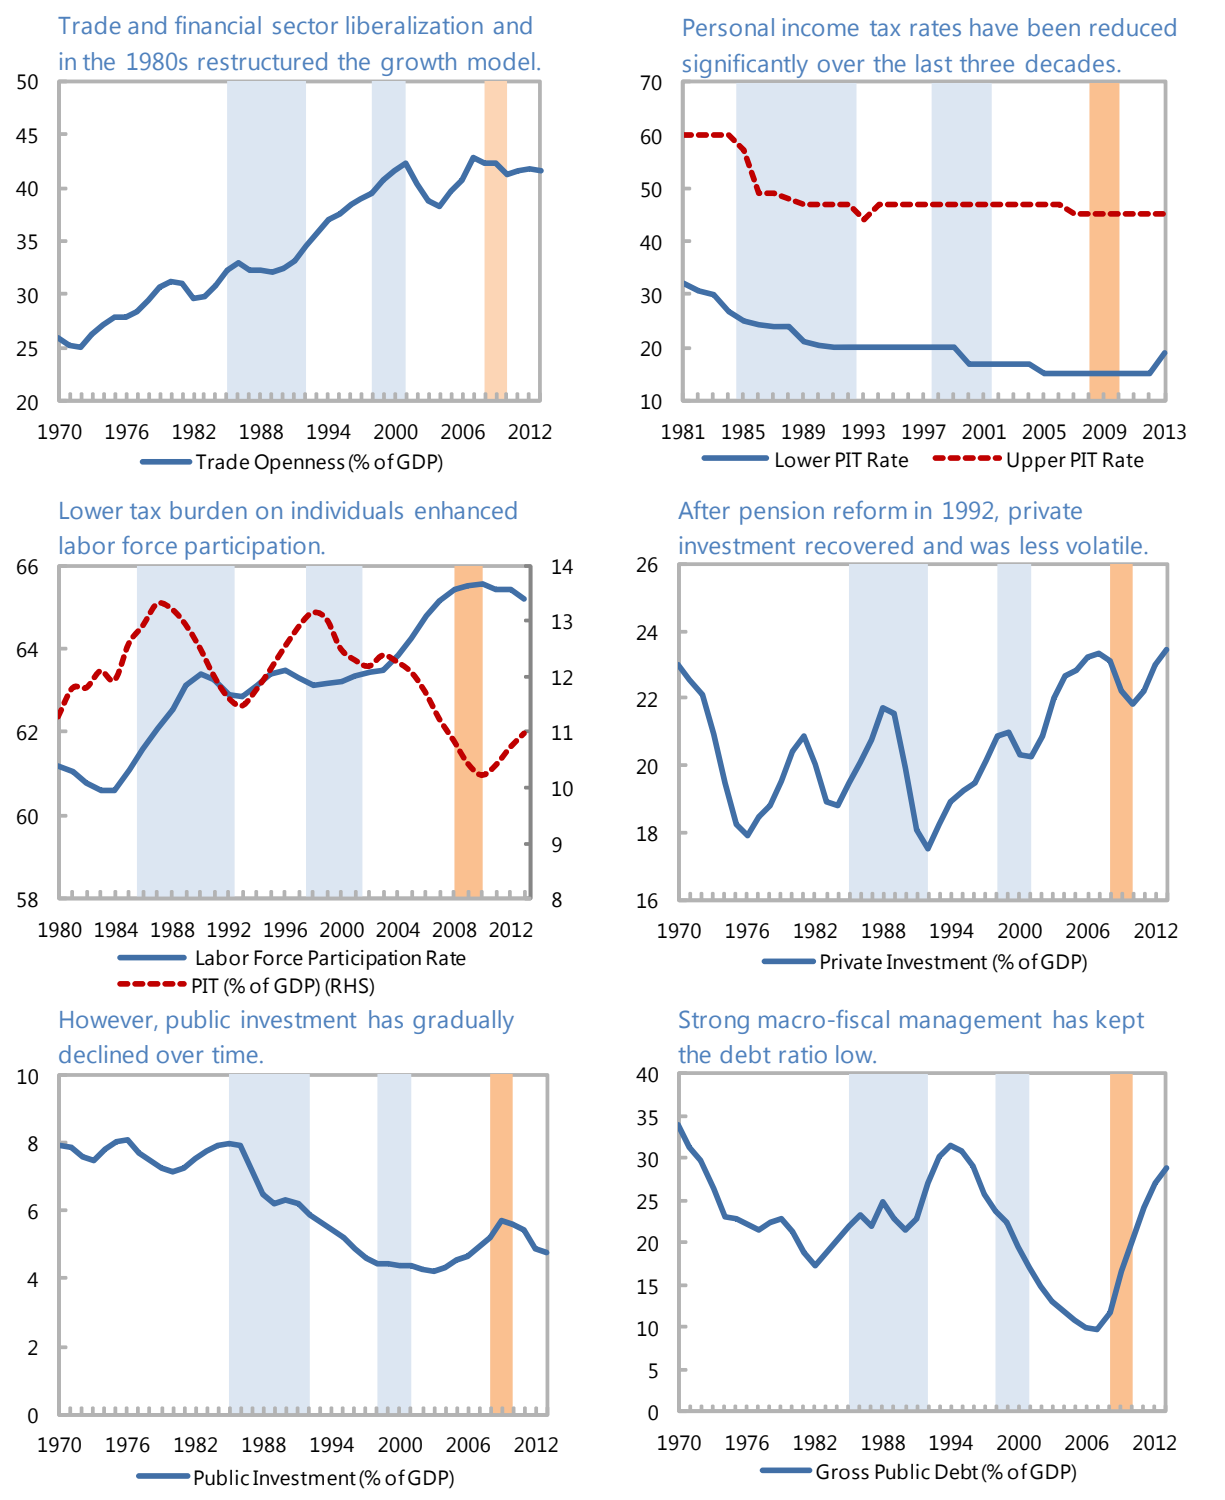 Trade and financial sector liberalization and
in the 1980s restructured the growth model.
50
45
40
35
30
25
20
1970 1976 1982 1988 1994 2000 2006 2012
Trade Openness (% of GDP)
Personal income tax rates have been reduced
significantly over the last three decades.
70
60
50
40
30
20
10
1981 1985 1989 1993 1997 2001 2005 2009 2013
Lower PIT Rate Upper PIT Rate
Lower tax burden on individuals enhanced
labor force participation.
66 14
13
64 12
62 11
10
60
9
58 8
1980 1984 1988 1992 1996 2000 2004 2008 2012
Labor Force Participation Rate
PIT (% of GDP) (RHS)
After pension reform in 1992, private
investment recovered and was less volatile.
26
24
22
20
18
16
1970 1976 1982 1988 1994 2000 2006 2012
Private Investment (% of GDP)
However, public investment has gradually
declined over time.
10
8
6
4
2
0
1970 1976 1982 1988 1994 2000 2006 2012
Public Investment (% of GDP)
Strong macro-fiscal management has kept
the debt ratio low.
40
35
30
25
20
15
10
5
0
1970 1976 1982 1988 1994 2000 2006 2012
Gross Public Debt (% of GDP)